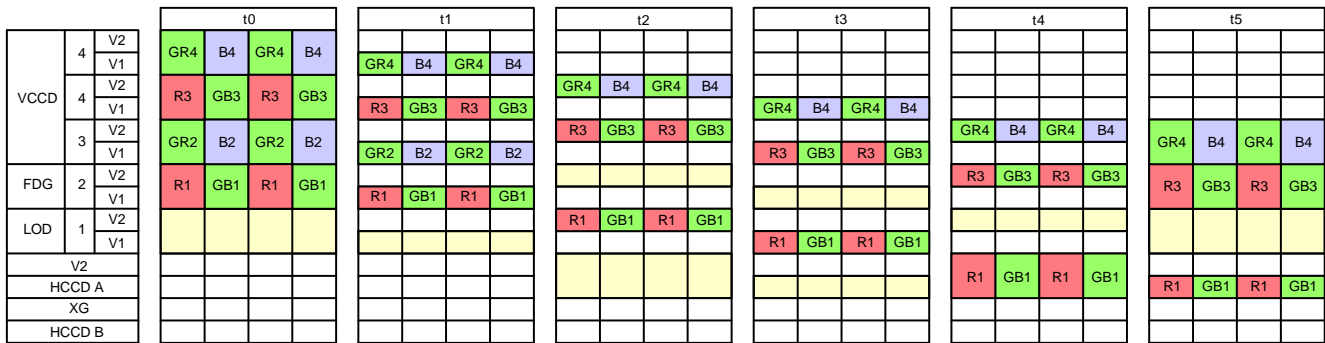 t0 t1 t2 t3 t4 t5
V2
4 GR4 B4 GR4 B4
V1 GR4 B4 GR4 B4
V2 GR4 B4 GR4 B4
VCCD 4 R3 GB3 R3 GB3
V1 R3 GB3 R3 GB3 GR4 B4 GR4 B4
V2 R3 GB3 R3 GB3 GR4 B4 GR4 B4
3 GR2 B2 GR2 B2 GR4 B4 GR4 B4
V1 GR2 B2 GR2 B2 R3 GB3 R3 GB3
V2 R3 GB3 R3 GB3
FDG 2 R1 GB1 R1 GB1 R3 GB3 R3 GB3
V1 R1 GB1 R1 GB1
V2 R1 GB1 R1 GB1
LOD 1
V1 R1 GB1 R1 GB1
V2
R1 GB1 R1 GB1
HCCD A R1 GB1 R1 GB1
XG
HCCD B